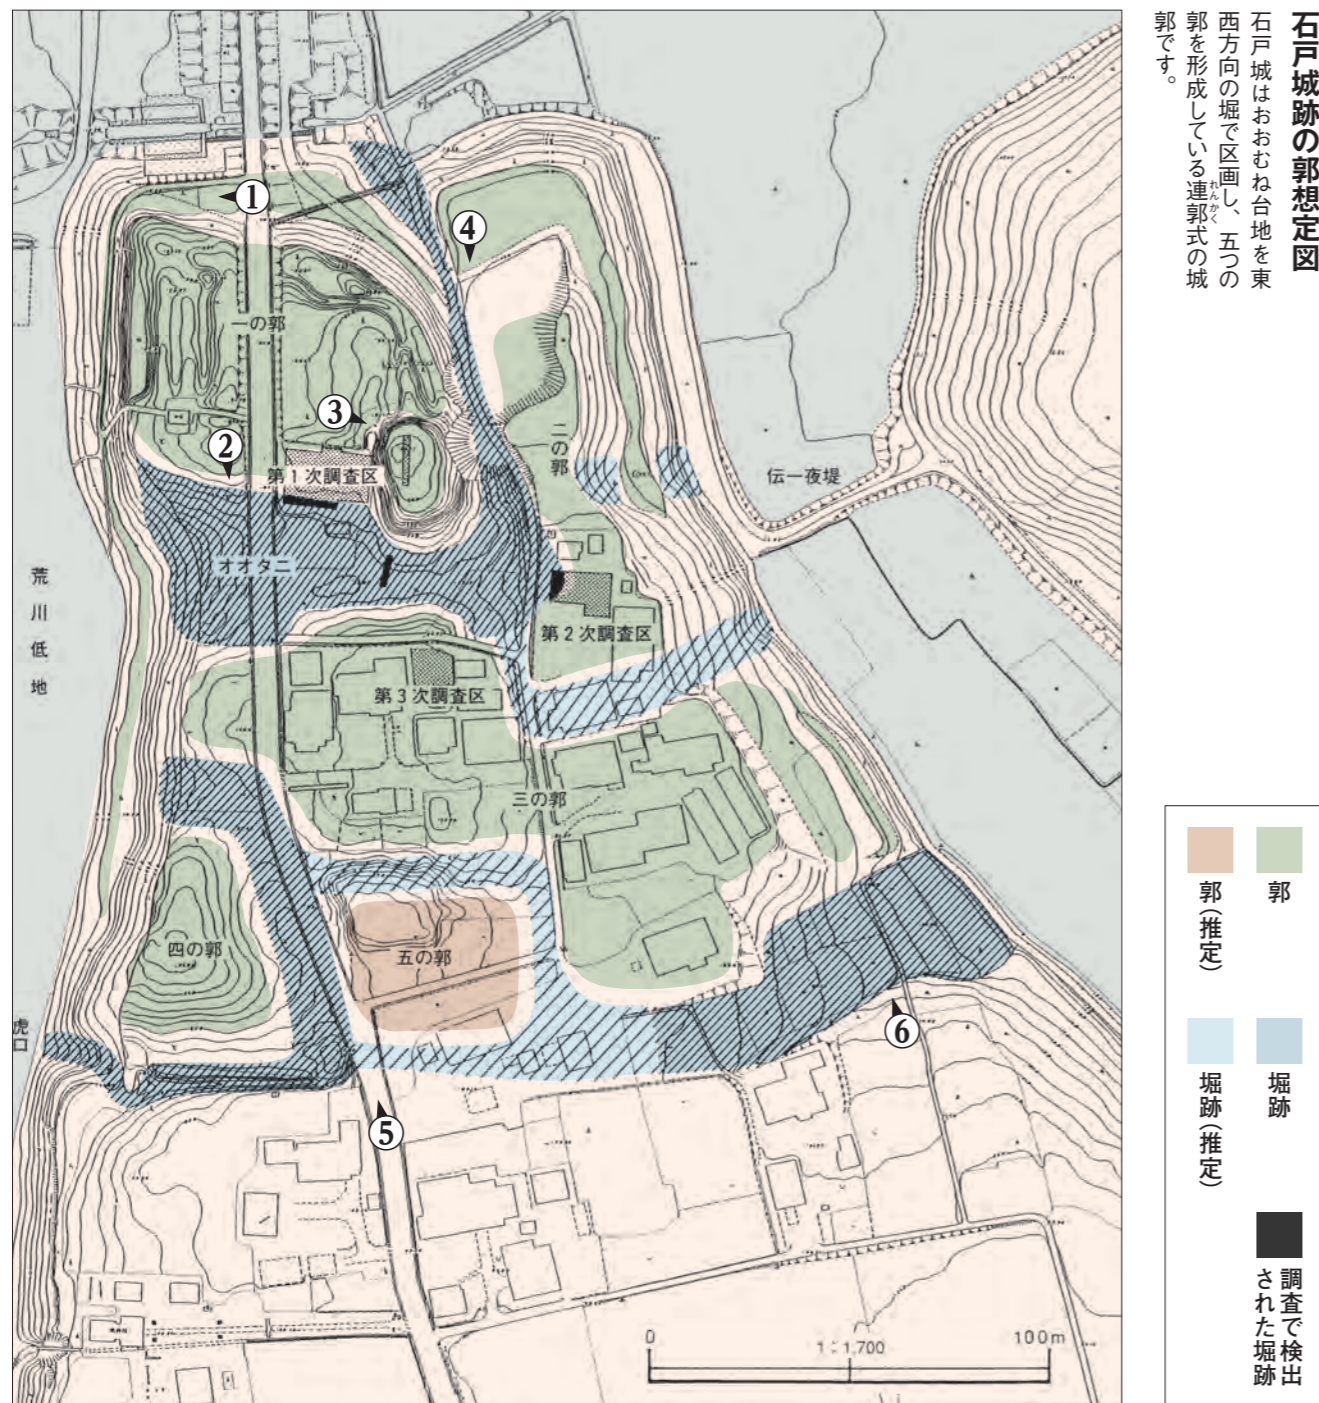 石戸城跡の郭想定図
石戸城はおおむね台地を東
西方向の堀で区画し、五つの
郭を形成している連郭式の城
れんかく
郭です。
1
4
一の郭
3
2
第1次調査区
二の郭
伝一夜堤
オオタニ
荒川低地
第2次調査区
第3次調査区
三の郭
四の郭
五の郭
虎口
6
5
0
1:1,700
100m
郭
郭(推定)
堀跡
堀跡(推定)
調査で検出
された堀跡